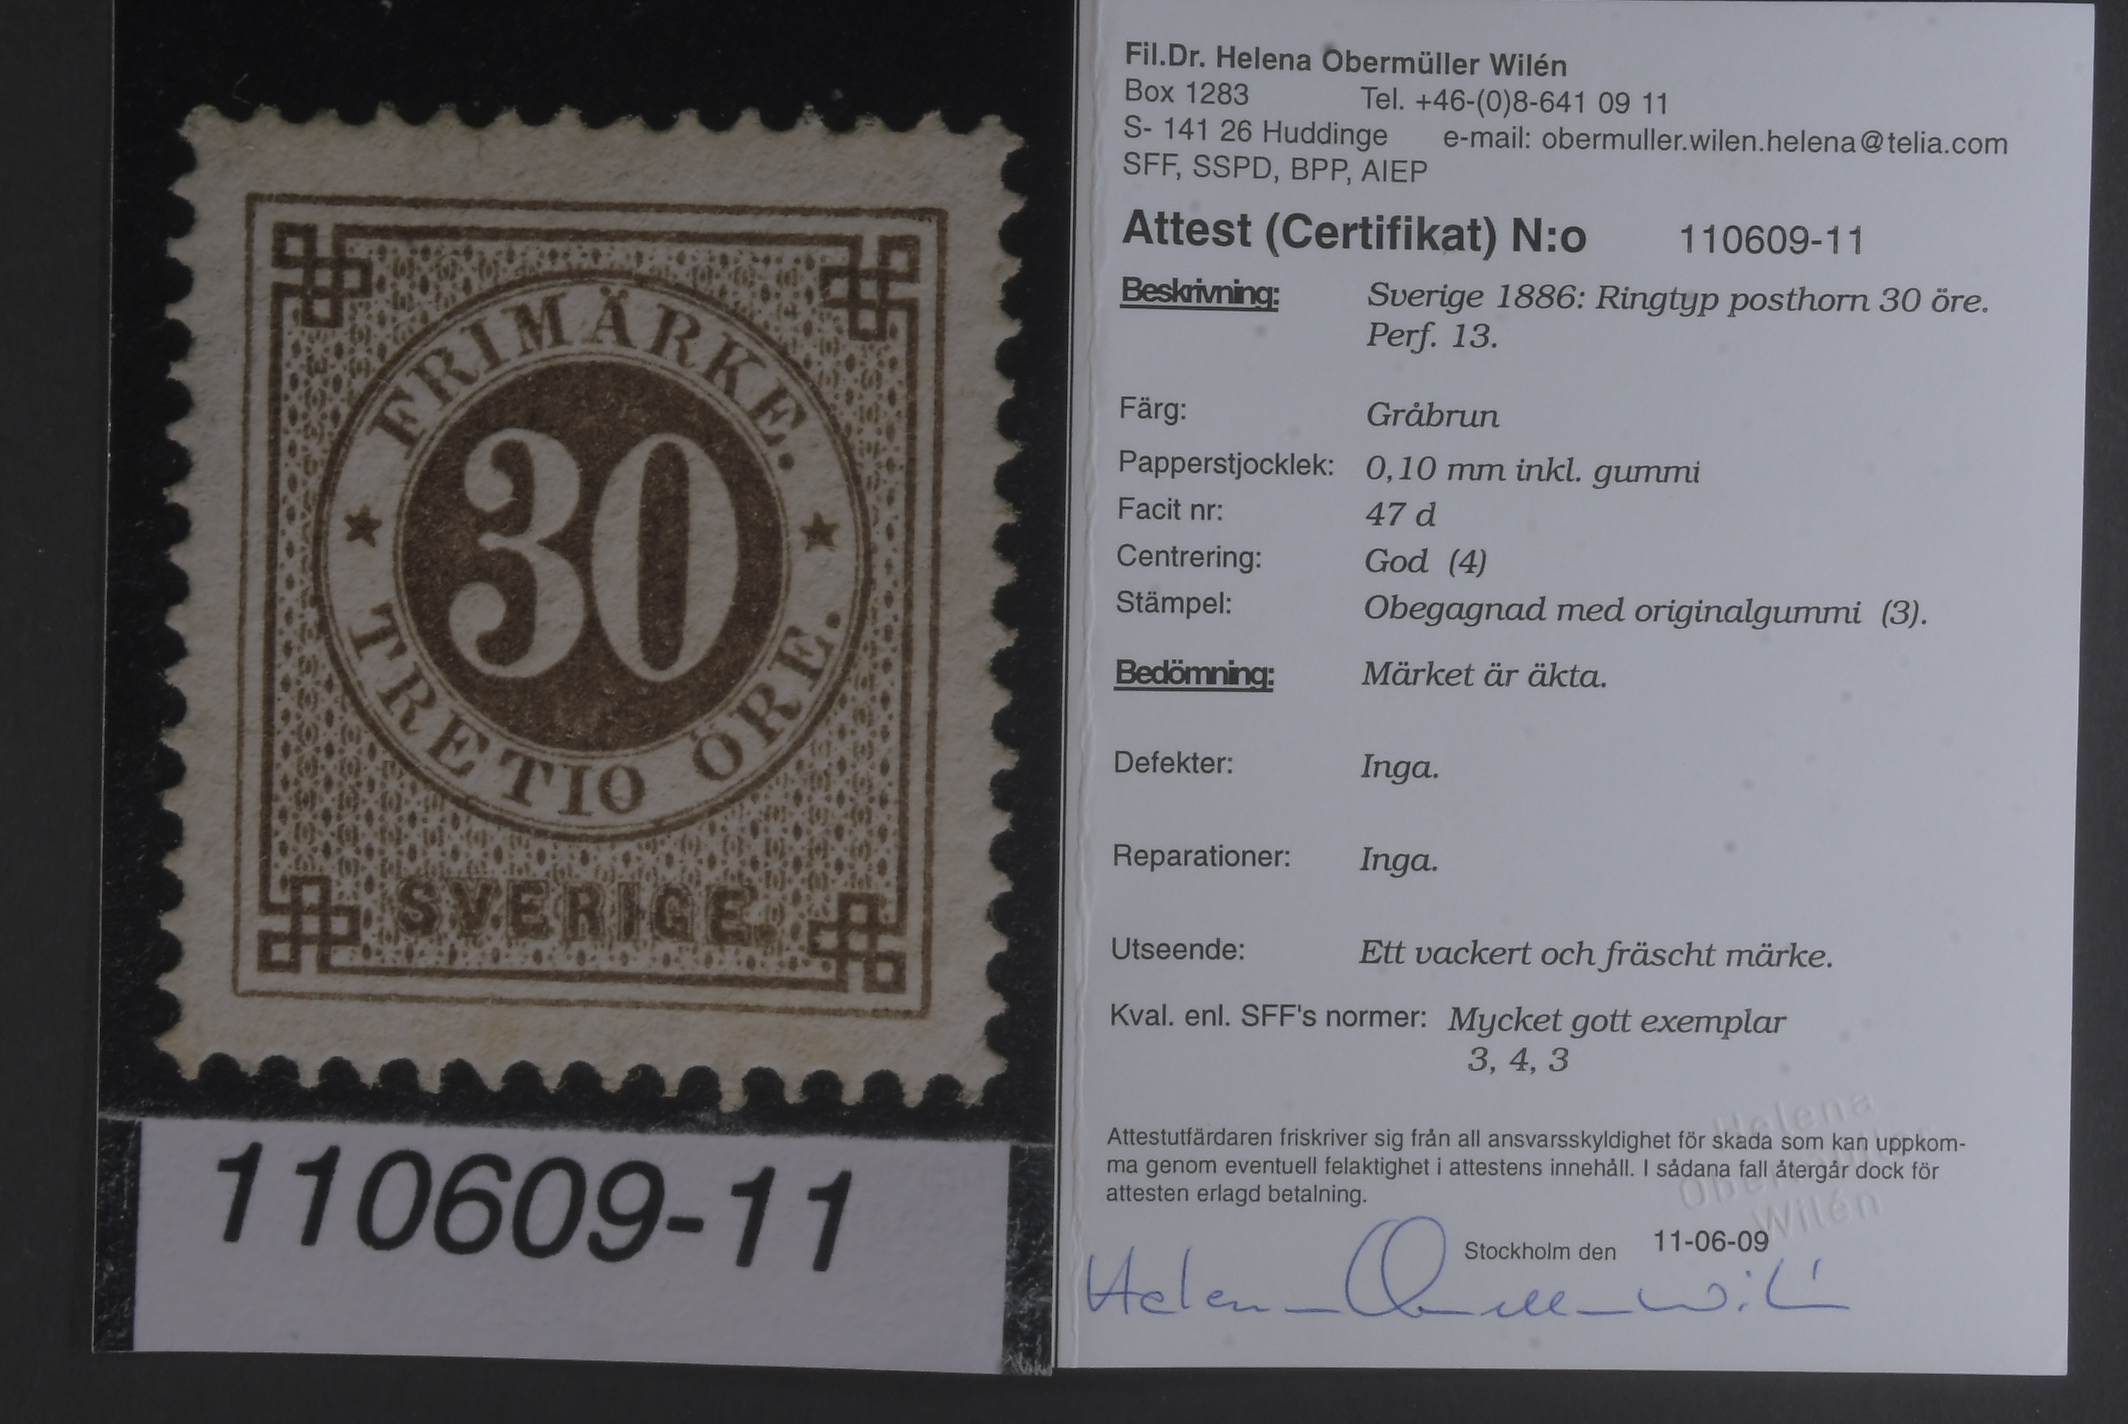 FRIMÄRKE.
30
TRETIO ÖRE.
SVERIGE.
110609-11
Fil.Dr. Helena Obermüller Wilén
Box 1283 Tel. +46-(0)8-641 09 11
S- 141 26 Huddinge e-mail: obermuller.wilen.helena@telia.com
SFF, SSPD, BPP, AIEP
Attest (Certifikat) N:o 110609-11
Beskrivning: Sverige 1886: Ringtyp posthorn 30 öre.
Perf. 13.
Färg: Gråbrun
Papperstjocklek: 0,10 mm inkl. gummi
Facit nr: 47 d
Centrering: God (4)
Stämpel: Obegagnad med originalgummi (3).
Bedömning: Märket är äkta.
Defekter: Inga.
Reparationer: Inga.
Utseende: Ett vackert och fräscht märke.
Kval. enl. SFF's normer: Mycket gott exemplar
3, 4, 3
Attestutfärdaren friskriver sig från all ansvarsskyldighet för skada som kan uppkom-
ma genom eventuell felaktighet i attestens innehåll. I sådana fall återgår dock för
attesten erlagd betalning.
Helena
Obermüller
Wilén
Stockholm den 11-06-09
Helena Obermüller Wilén